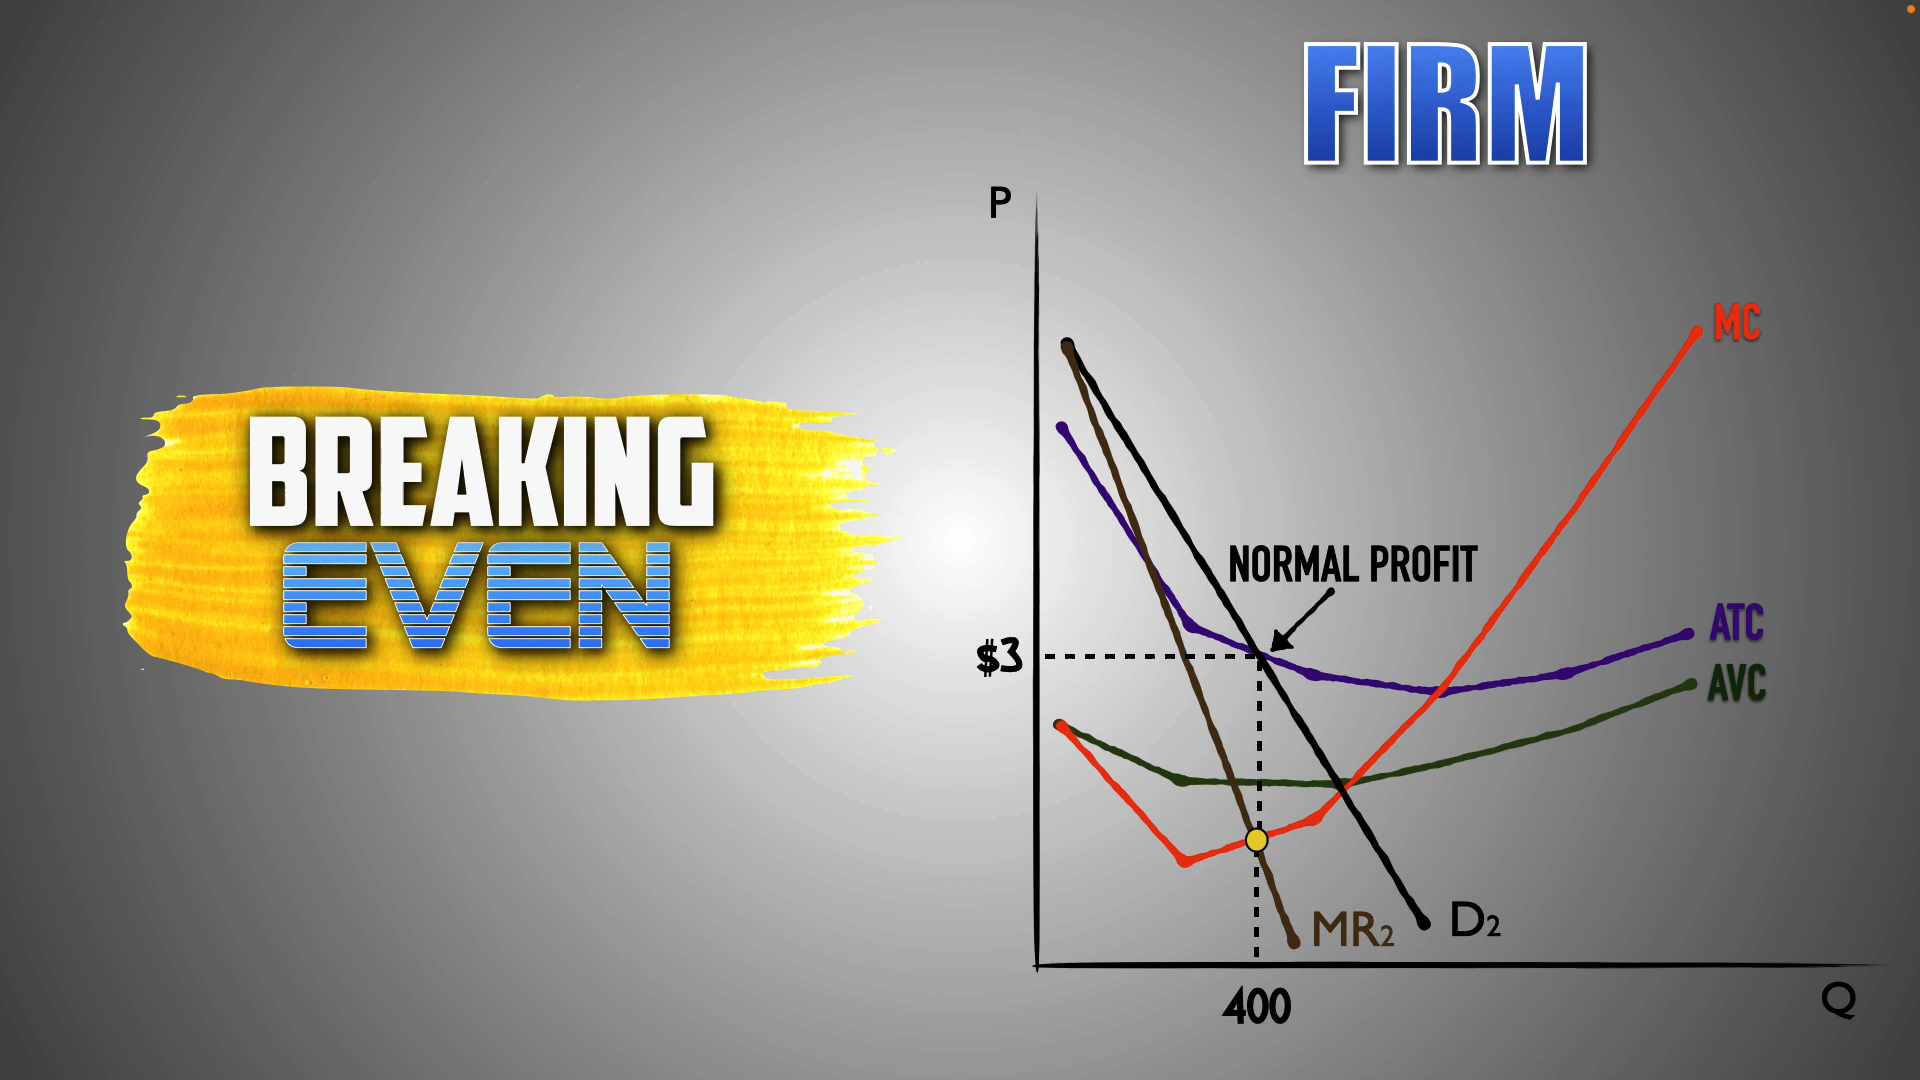 FIRM
P
MC
BREAKING
EVEN
NORMAL PROFIT
ATC
$3
AVC
MR2
D2
400
Q